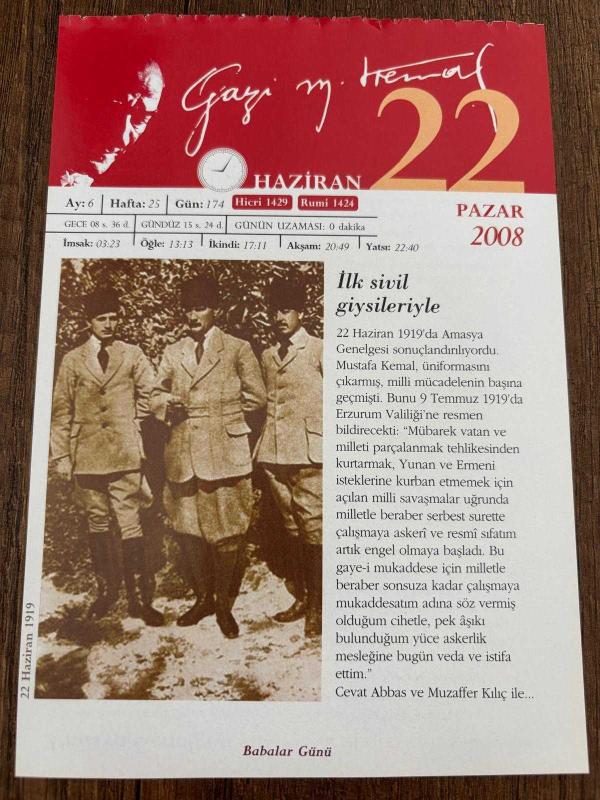 Gazi M. Kemal
22
HAZİRAN
Ay: 6 Hafta: 25 Gün: 174 Hicri 1429 Rumi 1424
PAZAR
2008
GECE 08 s. 36 d. GÜNDÜZ 15 s. 24 d. GÜNÜN UZAMASI: 0 dakika
İmsak: 03:23 Öğle: 13:13 İkindi: 17:11 Akşam: 20:49 Yatsı: 22:40
İlk sivil
giysileriyle
22 Haziran 1919'da Amasya
Genelgesi sonuçlandırılıyordu.
Mustafa Kemal, üniformasını
çıkarmış, milli mücadelenin başına
geçmişti. Bunu 9 Temmuz 1919'da
Erzurum Valiliği'ne resmen
bildirecekti: “Mübarek vatan ve
milleti parçalanmak tehlikesinden
kurtarmak, Yunan ve Ermeni
isteklerine kurban etmemek için
açılan milli savaşmalar uğrunda
milletle beraber serbest surette
çalışmaya askerî ve resmî sıfatım
artık engel olmaya başladı. Bu
gaye-i mukaddese için milletle
beraber sonsuza kadar çalışmaya
mukaddesatım adına söz vermiş
olduğum cihetle, pek âşıkı
bulunduğum yüce askerlik
mesleğine bugün veda ve istifa
ettim.”
Cevat Abbas ve Muzaffer Kılıç ile...
22 Haziran 1919
Babalar Günü